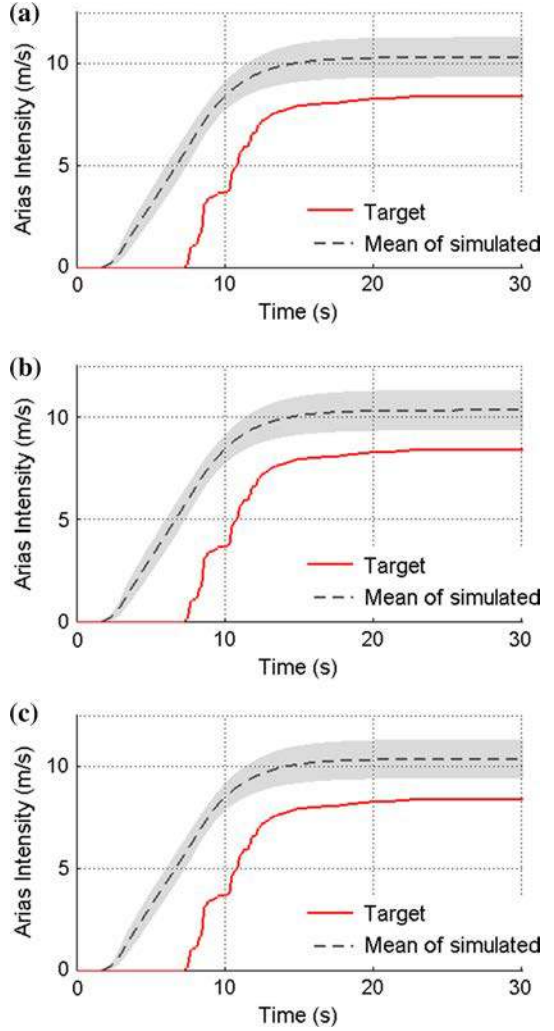 (a)
Arias Intensity (m/s)
10
5
0
Target
Mean of simulated
0 10 20 30
Time (s)
(b)
Arias Intensity (m/s)
10
5
0
Target
Mean of simulated
0 10 20 30
Time (s)
(c)
Arias Intensity (m/s)
10
5
0
Target
Mean of simulated
0 10 20 30
Time (s)